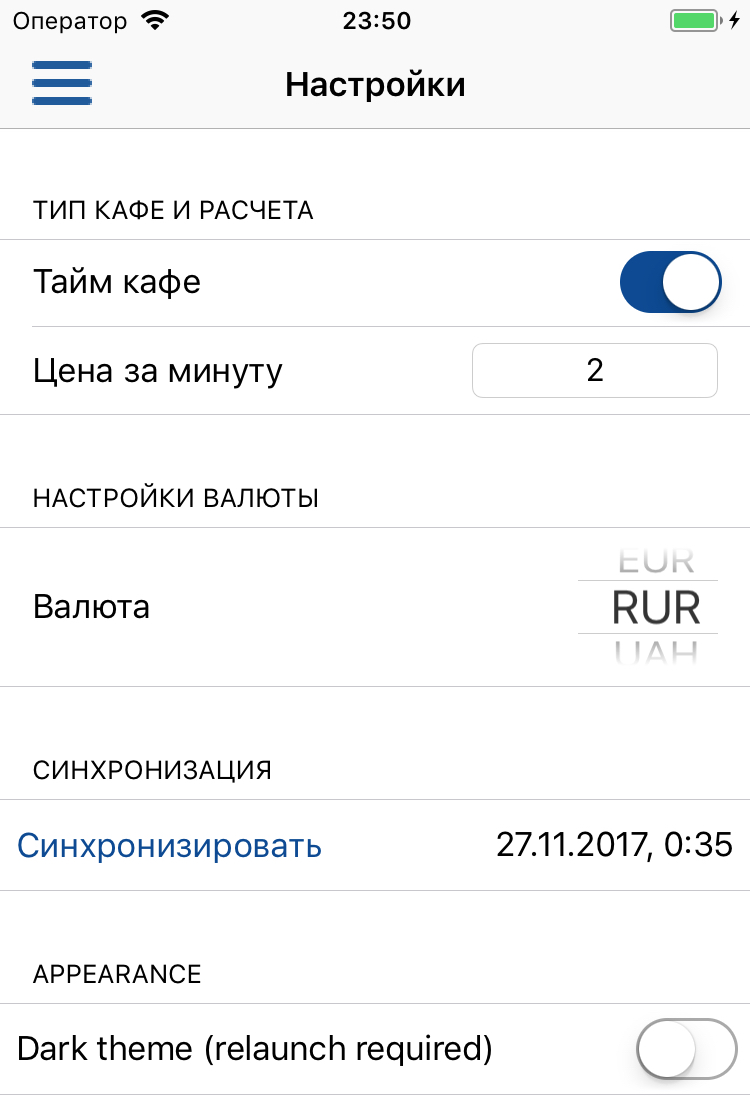 Оператор 23:50
Настройки
ТИП КАФЕ И РАСЧЕТА
Тайм кафе
Цена за минуту 2
НАСТРОЙКИ ВАЛЮТЫ
EUR
Валюта RUR
UAH
СИНХРОНИЗАЦИЯ
Синхронизировать 27.11.2017, 0:35
APPEARANCE
Dark theme (relaunch required)